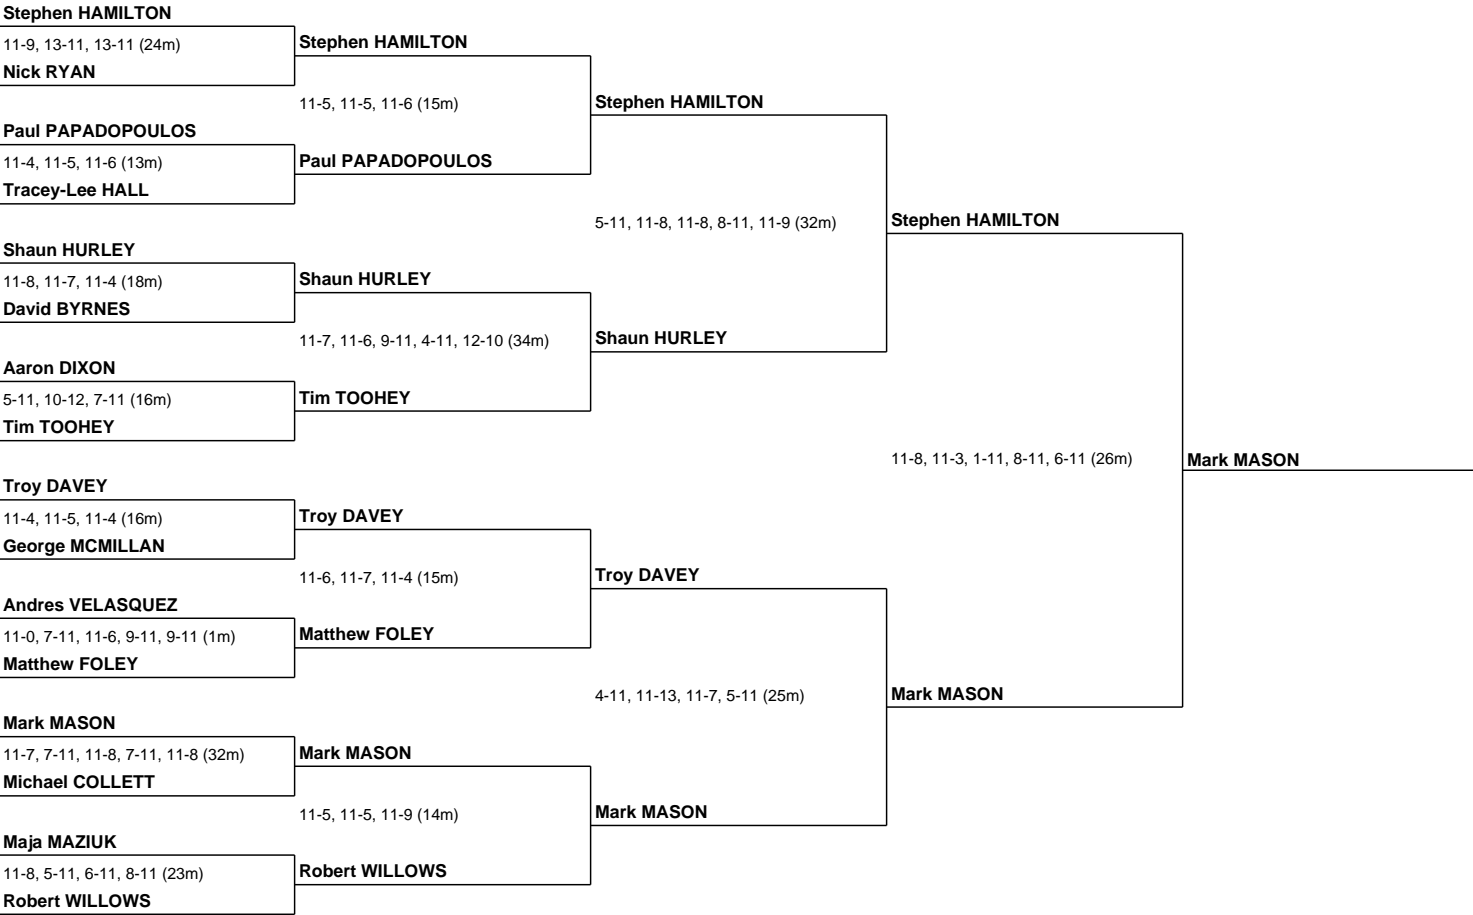 Stephen HAMILTON
11-9, 13-11, 13-11 (24m)
Nick RYAN
Paul PAPADOPOULOS
11-4, 11-5, 11-6 (13m)
Tracey-Lee HALL
Shaun HURLEY
11-8, 11-7, 11-4 (18m)
David BYRNES
Aaron DIXON
5-11, 10-12, 7-11 (16m)
Tim TOOHEY
Troy DAVEY
11-4, 11-5, 11-4 (16m)
George MCMILLAN
Andres VELASQUEZ
11-0, 7-11, 11-6, 9-11, 9-11 (1m)
Matthew FOLEY
Mark MASON
11-7, 7-11, 11-8, 7-11, 11-8 (32m)
Michael COLLETT
Maja MAZIUK
11-8, 5-11, 6-11, 8-11 (23m)
Robert WILLOWS
Stephen HAMILTON
11-5, 11-5, 11-6 (15m)
Paul PAPADOPOULOS
Shaun HURLEY
11-7, 11-6, 9-11, 4-11, 12-10 (34m)
Tim TOOHEY
Troy DAVEY
11-6, 11-7, 11-4 (15m)
Matthew FOLEY
Mark MASON
11-5, 11-5, 11-9 (14m)
Robert WILLOWS
Stephen HAMILTON
5-11, 11-8, 11-8, 8-11, 11-9 (32m)
Shaun HURLEY
Troy DAVEY
4-11, 11-13, 11-7, 5-11 (25m)
Mark MASON
Stephen HAMILTON
11-8, 11-3, 1-11, 8-11, 6-11 (26m)
Mark MASON
Mark MASON